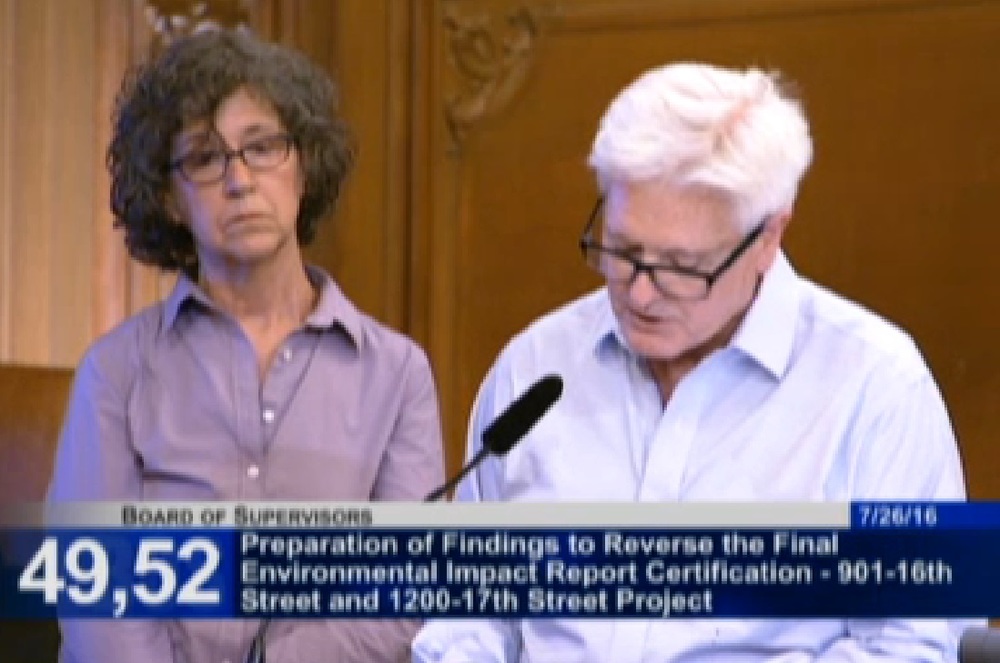 BOARD OF SUPERVISORS
7/26/16
49,52
Preparation of Findings to Reverse the Final
Environmental Impact Report Certification - 901-16th
Street and 1200-17th Street Project